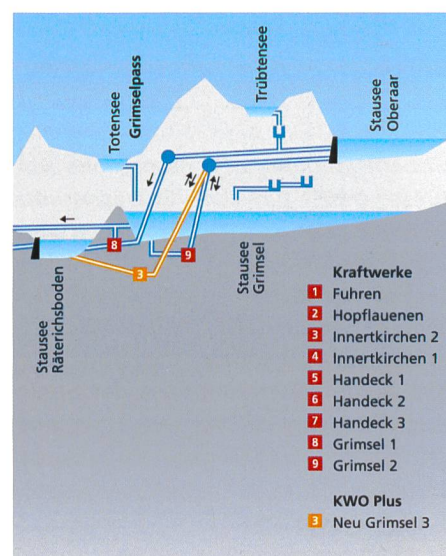 Totensee
Grimselpass
Trübtensee
Stausee
Oberaar
8
9
3
Stausee
Grimsel
Stausee
Räterichsboden
Kraftwerke
1 Fuhren
2 Hopflauenen
3 Innertkirchen 2
4 Innertkirchen 1
5 Handeck 1
6 Handeck 2
7 Handeck 3
8 Grimsel 1
9 Grimsel 2
KWO Plus
3 Neu Grimsel 3